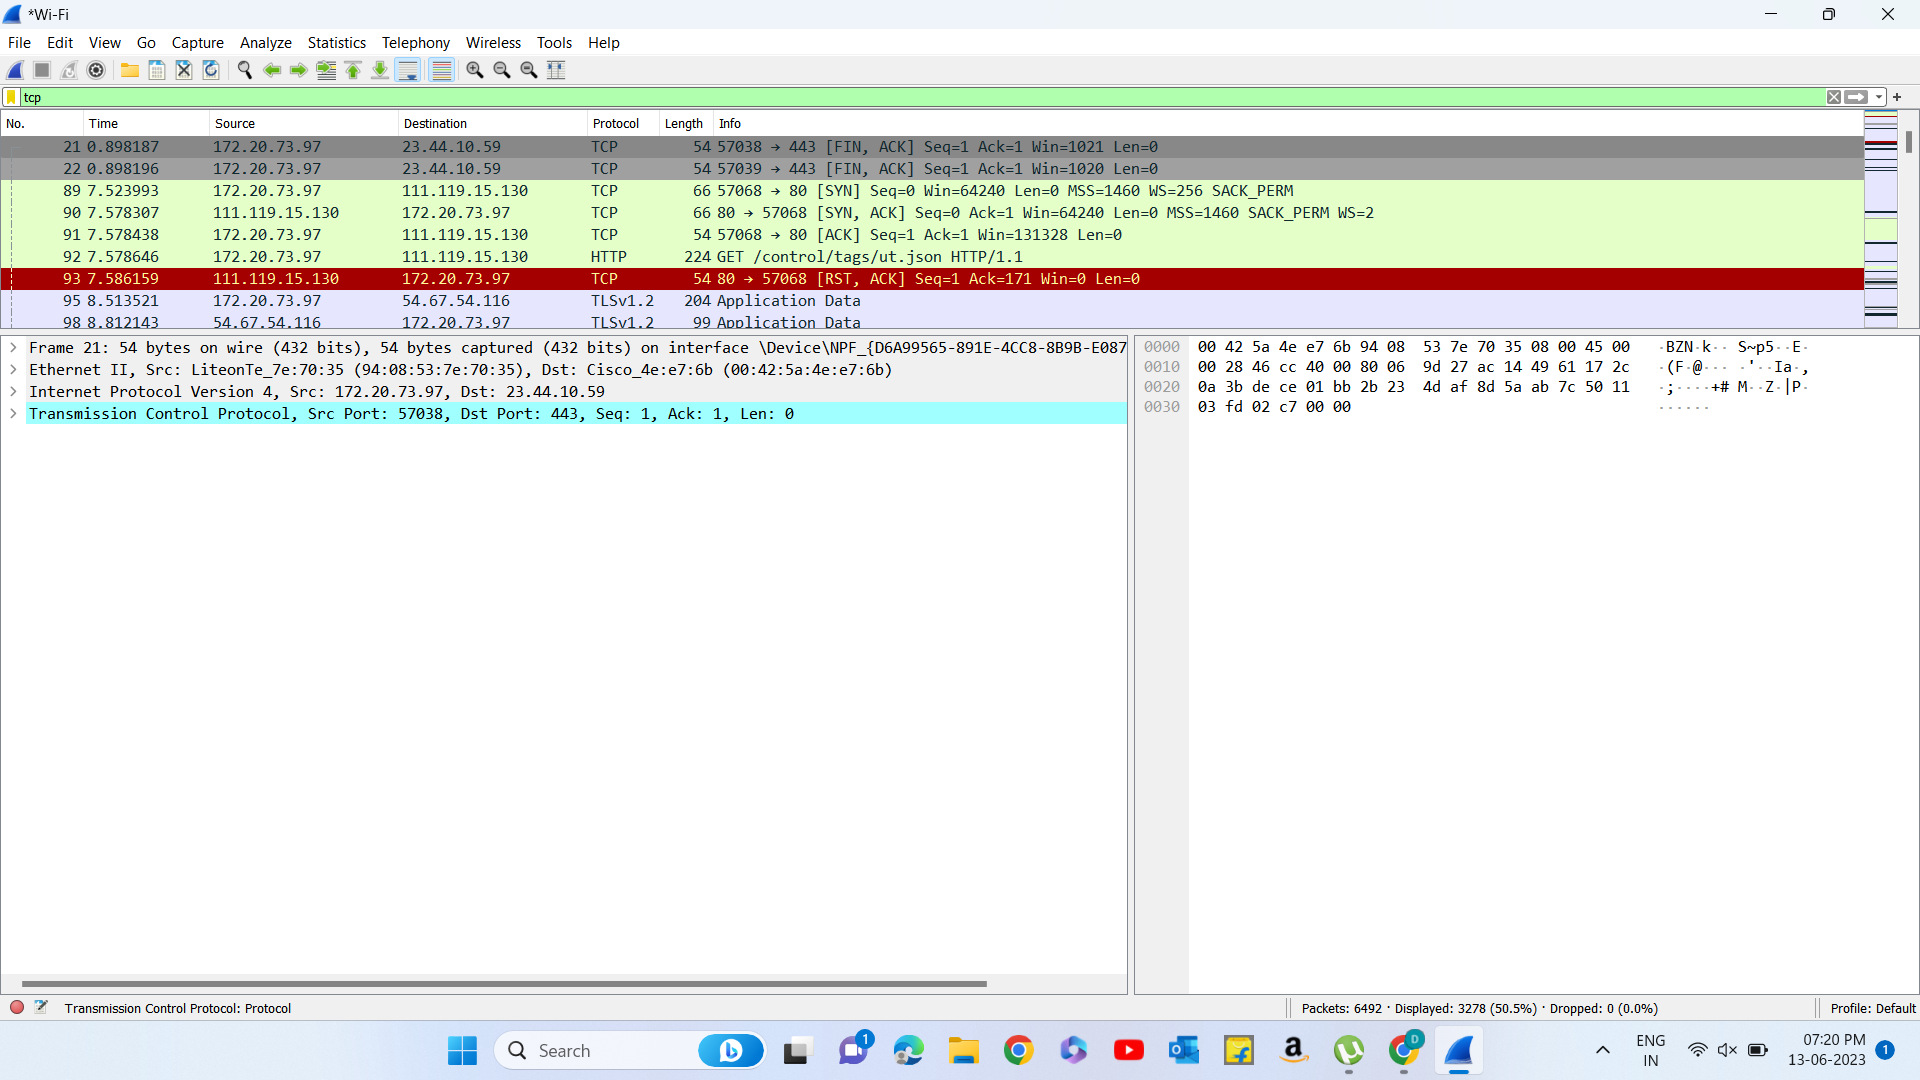 *Wi-Fi
File Edit View Go Capture Analyze Statistics Telephony Wireless Tools Help
tcp
No. Time Source Destination Protocol Length Info
21 0.898187 172.20.73.97 23.44.10.59 TCP 54 57038 → 443 [FIN, ACK] Seq=1 Ack=1 Win=1021 Len=0
22 0.898196 172.20.73.97 23.44.10.59 TCP 54 57039 → 443 [FIN, ACK] Seq=1 Ack=1 Win=1020 Len=0
89 7.523993 172.20.73.97 111.119.15.130 TCP 66 57068 → 80 [SYN] Seq=0 Win=64240 Len=0 MSS=1460 WS=256 SACK_PERM
90 7.578307 111.119.15.130 172.20.73.97 TCP 66 80 → 57068 [SYN, ACK] Seq=0 Ack=1 Win=64240 Len=0 MSS=1460 SACK_PERM WS=2
91 7.578438 172.20.73.97 111.119.15.130 TCP 54 57068 → 80 [ACK] Seq=1 Ack=1 Win=131328 Len=0
92 7.578646 172.20.73.97 111.119.15.130 HTTP 224 GET /control/tags/ut.json HTTP/1.1
93 7.586159 111.119.15.130 172.20.73.97 TCP 54 80 → 57068 [RST, ACK] Seq=1 Ack=171 Win=0 Len=0
95 8.513521 172.20.73.97 54.67.54.116 TLSv1.2 204 Application Data
98 8.812143 54.67.54.116 172.20.73.97 TLSv1.2 99 Application Data
Frame 21: 54 bytes on wire (432 bits), 54 bytes captured (432 bits) on interface \Device\NPF_{D6A99565-891E-4CC8-8B9B-E087
Ethernet II, Src: LiteonTe_7e:70:35 (94:08:53:7e:70:35), Dst: Cisco_4e:e7:6b (00:42:5a:4e:e7:6b)
Internet Protocol Version 4, Src: 172.20.73.97, Dst: 23.44.10.59
Transmission Control Protocol, Src Port: 57038, Dst Port: 443, Seq: 1, Ack: 1, Len: 0
0000 00 42 5a 4e e7 6b 94 08 53 7e 70 35 08 00 45 00 ·BZN·k·· S~p5··E·
0010 00 28 46 cc 40 00 80 06 9d 27 ac 14 49 61 17 2c ·(F·@··· ·'··Ia·,
0020 0a 3b de ce 01 bb 2b 23 4d af 8d 5a ab 7c 50 11 ·;····+# M··Z·|P·
0030 03 fd 02 c7 00 00 ······
Transmission Control Protocol: Protocol
Packets: 6492 · Displayed: 3278 (50.5%) · Dropped: 0 (0.0%)
Profile: Default
Search
1
D
ENG
IN
07:20 PM
13-06-2023
1